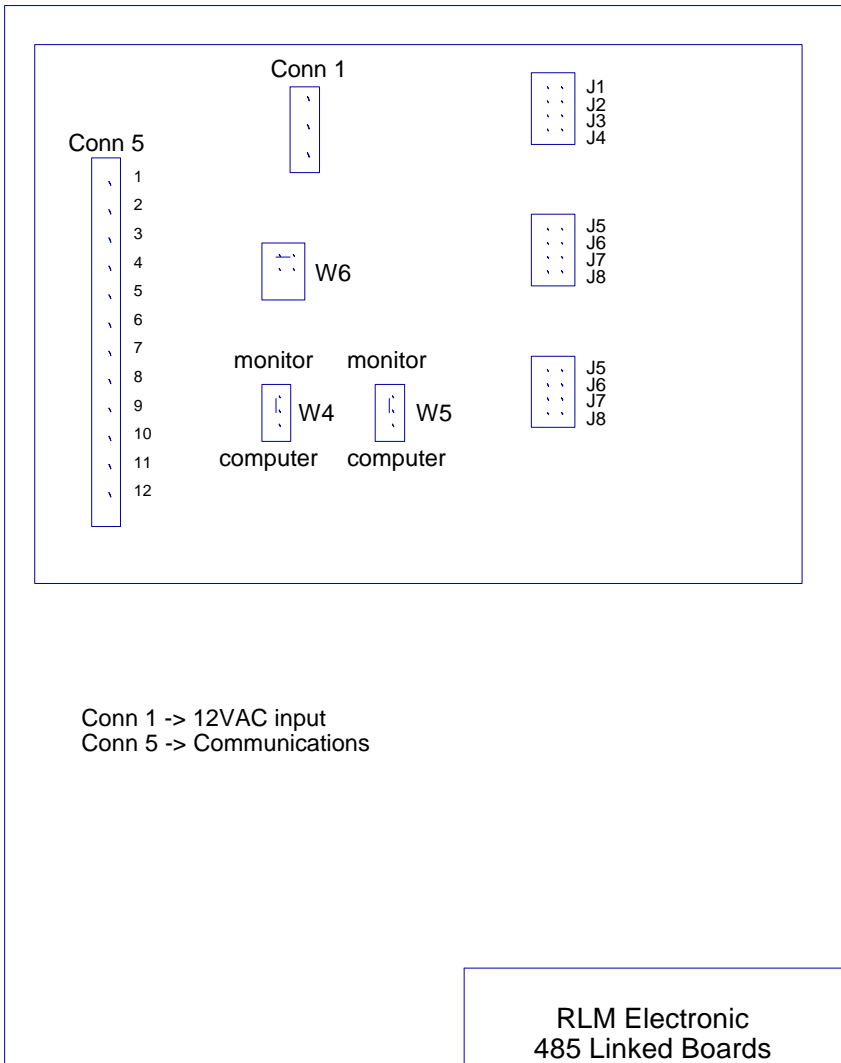 Conn 1
J1
J2
J3
J4
Conn 5
1
2
3
4
5
6
7
8
9
10
11
12
W6
J5
J6
J7
J8
monitor monitor
W4 W5
computer computer
J5
J6
J7
J8
Conn 1 -> 12VAC input
Conn 5 -> Communications
RLM Electronic
485 Linked Boards